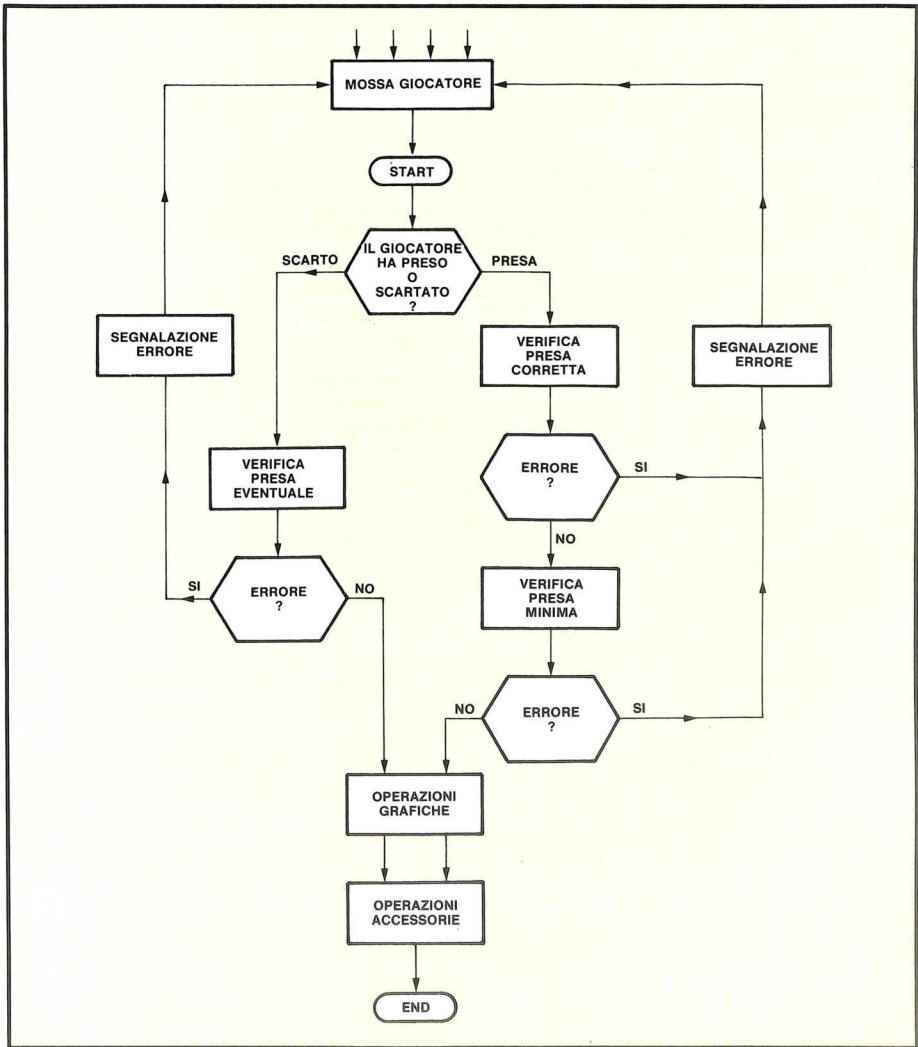 MOSSA GIOCATORE
START
IL GIOCATORE
HA PRESO
O
SCARTATO
?
SCARTO
PRESA
SEGNALAZIONE
ERRORE
VERIFICA
PRESA
CORRETTA
SEGNALAZIONE
ERRORE
VERIFICA
PRESA
EVENTUALE
ERRORE
?
SI
NO
ERRORE
?
SI
NO
VERIFICA
PRESA
MINIMA
ERRORE
?
NO
SI
OPERAZIONI
GRAFICHE
OPERAZIONI
ACCESSORIE
END